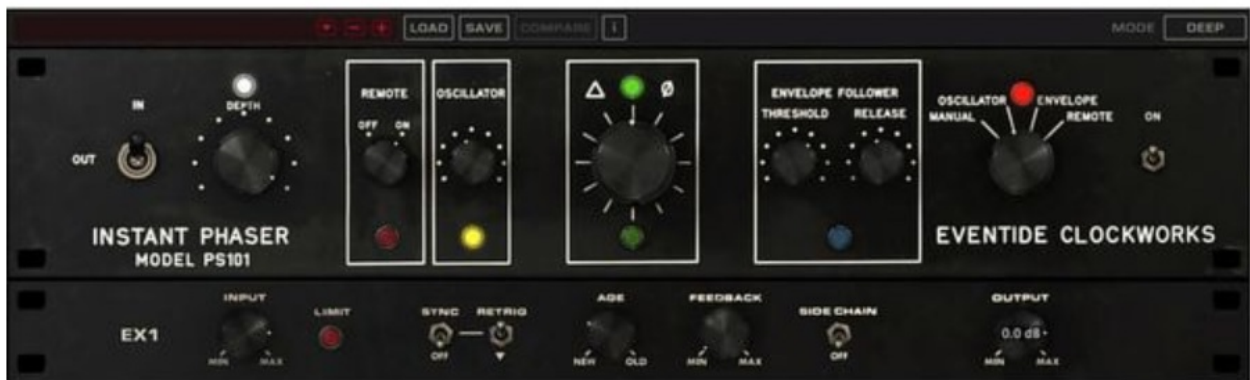 LOAD SAVE COMPARE i MODE DEEP
IN
OUT
DEPTH
REMOTE
OFF ON
OSCILLATOR
Δ Ø
ENVELOPE FOLLOWER
THRESHOLD RELEASE
OSCILLATOR ENVELOPE
MANUAL REMOTE
ON
INSTANT PHASER
MODEL PS101
EVENTIDE CLOCKWORKS
EX1
INPUT
MIN MAX
LIMIT
SYNC RETRIG
OFF
AGE
NEW OLD
FEEDBACK
MIN MAX
SIDE CHAIN
OFF
OUTPUT
0.0 dB
MIN MAX